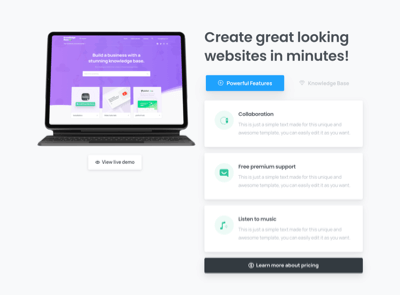 Create great looking
websites in minutes!
Powerful Features
Knowledge Base
Build a business with a
stunning knowledge base.
View live demo
Collaboration
This is just a simple text made for this unique and
awesome template, you can easily edit it as you want.
Free premium support
This is just a simple text made for this unique and
awesome template, you can easily edit it as you want.
Listen to music
This is just a simple text made for this unique and
awesome template, you can easily edit it as you want.
Learn more about pricing